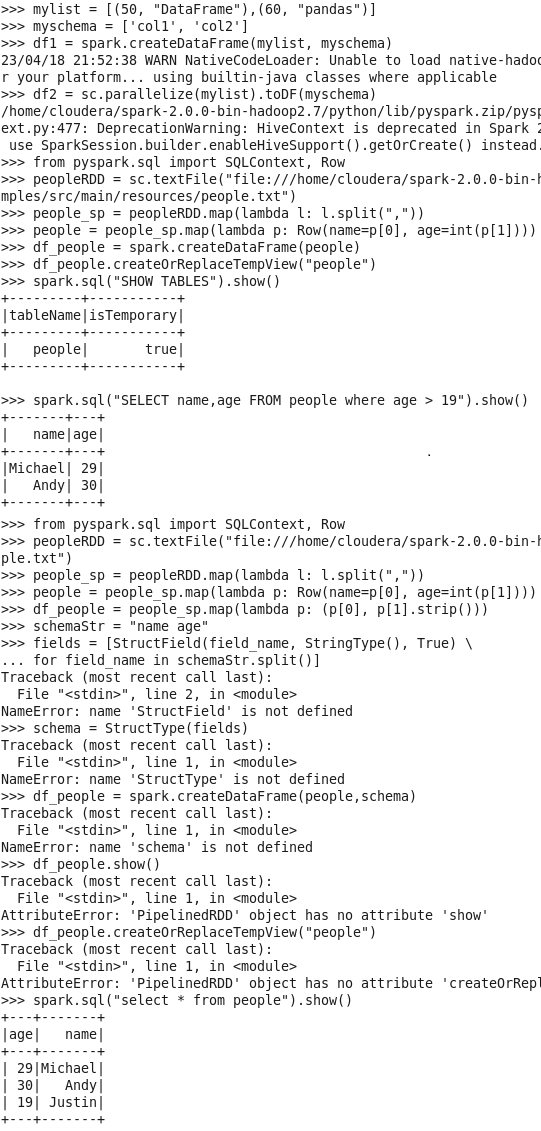 >>> mylist = [(50, "DataFrame"),(60, "pandas")]
>>> myschema = ['col1', 'col2']
>>> df1 = spark.createDataFrame(mylist, myschema)
23/04/18 21:52:38 WARN NativeCodeLoader: Unable to load native-hadoo
r your platform... using builtin-java classes where applicable
>>> df2 = sc.parallelize(mylist).toDF(myschema)
/home/cloudera/spark-2.0.0-bin-hadoop2.7/python/lib/pyspark.zip/pysp
ext.py:477: DeprecationWarning: HiveContext is deprecated in Spark 2
 use SparkSession.builder.enableHiveSupport().getOrCreate() instead.
>>> from pyspark.sql import SQLContext, Row
>>> peopleRDD = sc.textFile("file:///home/cloudera/spark-2.0.0-bin-h
mples/src/main/resources/people.txt")
>>> people_sp = peopleRDD.map(lambda l: l.split(","))
>>> people = people_sp.map(lambda p: Row(name=p[0], age=int(p[1])))
>>> df_people = spark.createDataFrame(people)
>>> df_people.createOrReplaceTempView("people")
>>> spark.sql("SHOW TABLES").show()
+---------+-----------+
|tableName|isTemporary|
+---------+-----------+
|   people|       true|
+---------+-----------+
>>> spark.sql("SELECT name,age FROM people where age > 19").show()
+-------+---+
|   name|age|
+-------+---+
|Michael| 29|
|   Andy| 30|
+-------+---+
>>> from pyspark.sql import SQLContext, Row
>>> peopleRDD = sc.textFile("file:///home/cloudera/spark-2.0.0-bin-h
ple.txt")
>>> people_sp = peopleRDD.map(lambda l: l.split(","))
>>> people = people_sp.map(lambda p: Row(name=p[0], age=int(p[1])))
>>> df_people = people_sp.map(lambda p: (p[0], p[1].strip()))
>>> schemaStr = "name age"
>>> fields = [StructField(field_name, StringType(), True) \
... for field_name in schemaStr.split()]
Traceback (most recent call last):
  File "<stdin>", line 2, in <module>
NameError: name 'StructField' is not defined
>>> schema = StructType(fields)
Traceback (most recent call last):
  File "<stdin>", line 1, in <module>
NameError: name 'StructType' is not defined
>>> df_people = spark.createDataFrame(people,schema)
Traceback (most recent call last):
  File "<stdin>", line 1, in <module>
NameError: name 'schema' is not defined
>>> df_people.show()
Traceback (most recent call last):
  File "<stdin>", line 1, in <module>
AttributeError: 'PipelinedRDD' object has no attribute 'show'
>>> df_people.createOrReplaceTempView("people")
Traceback (most recent call last):
  File "<stdin>", line 1, in <module>
AttributeError: 'PipelinedRDD' object has no attribute 'createOrRepl
>>> spark.sql("select * from people").show()
+---+-------+
|age|   name|
+---+-------+
| 29|Michael|
| 30|   Andy|
| 19| Justin|
+---+-------+